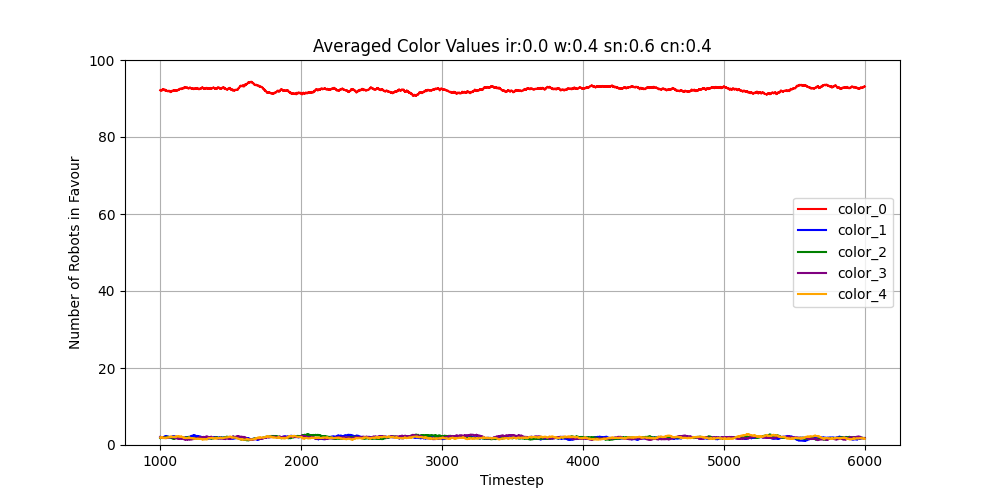 Averaged Color Values ir:0.0 w:0.4 sn:0.6 cn:0.4
Number of Robots in Favour
100
80
60
40
20
0
color_0
color_1
color_2
color_3
color_4
1000 2000 3000 4000 5000 6000
Timestep